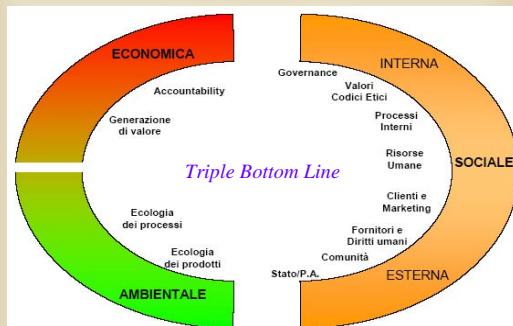 ECONOMICA
Accountability
Generazione
di valore
Triple Bottom Line
Ecologia
dei processi
Ecologia
dei prodotti
AMBIENTALE
INTERNA
Governance
Valori
Codici Etici
Processi
Interni
Risorse
Umane
SOCIALE
Clienti e
Marketing
Fornitori e
Diritti umani
Comunità
Stato/P.A.
ESTERNA